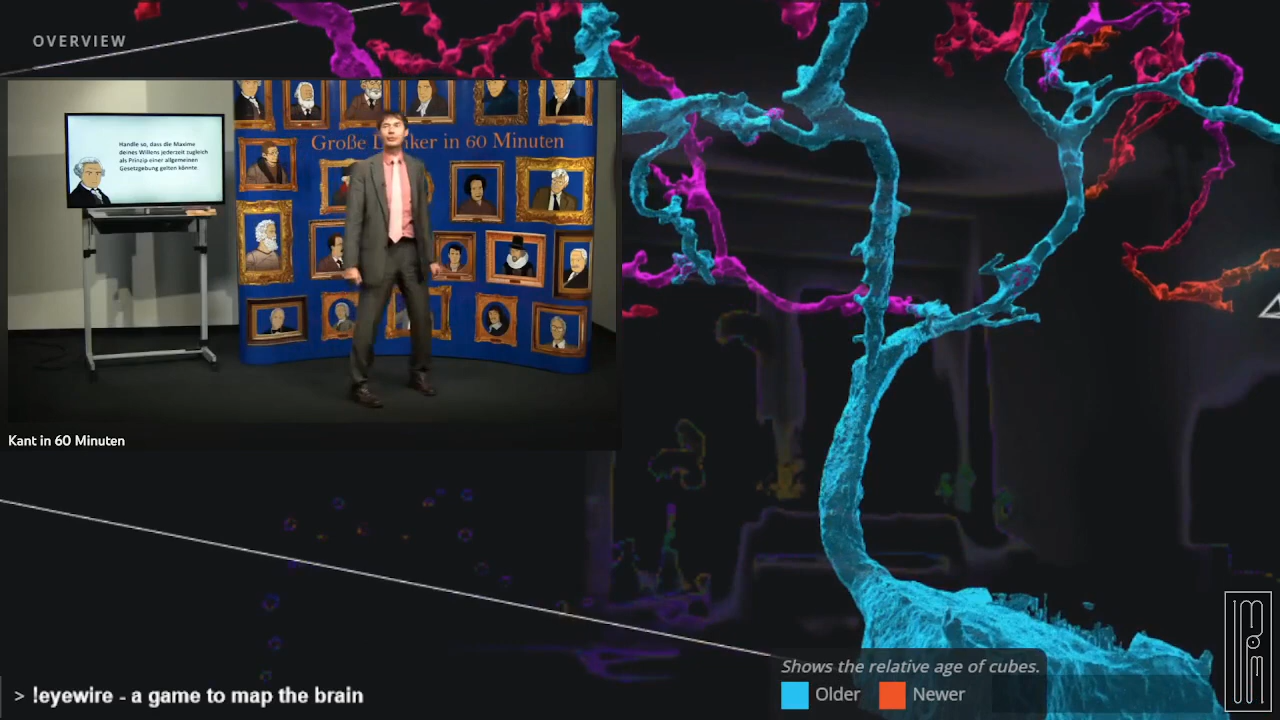 OVERVIEW
Handle so, dass die Maxime
deines Willens jederzeit zugleich
als Prinzip einer allgemeinen
Gesetzgebung gelten könnte.
Große Denker in 60 Minuten
Kant in 60 Minuten
> !eyewire - a game to map the brain
Shows the relative age of cubes.
Older Newer